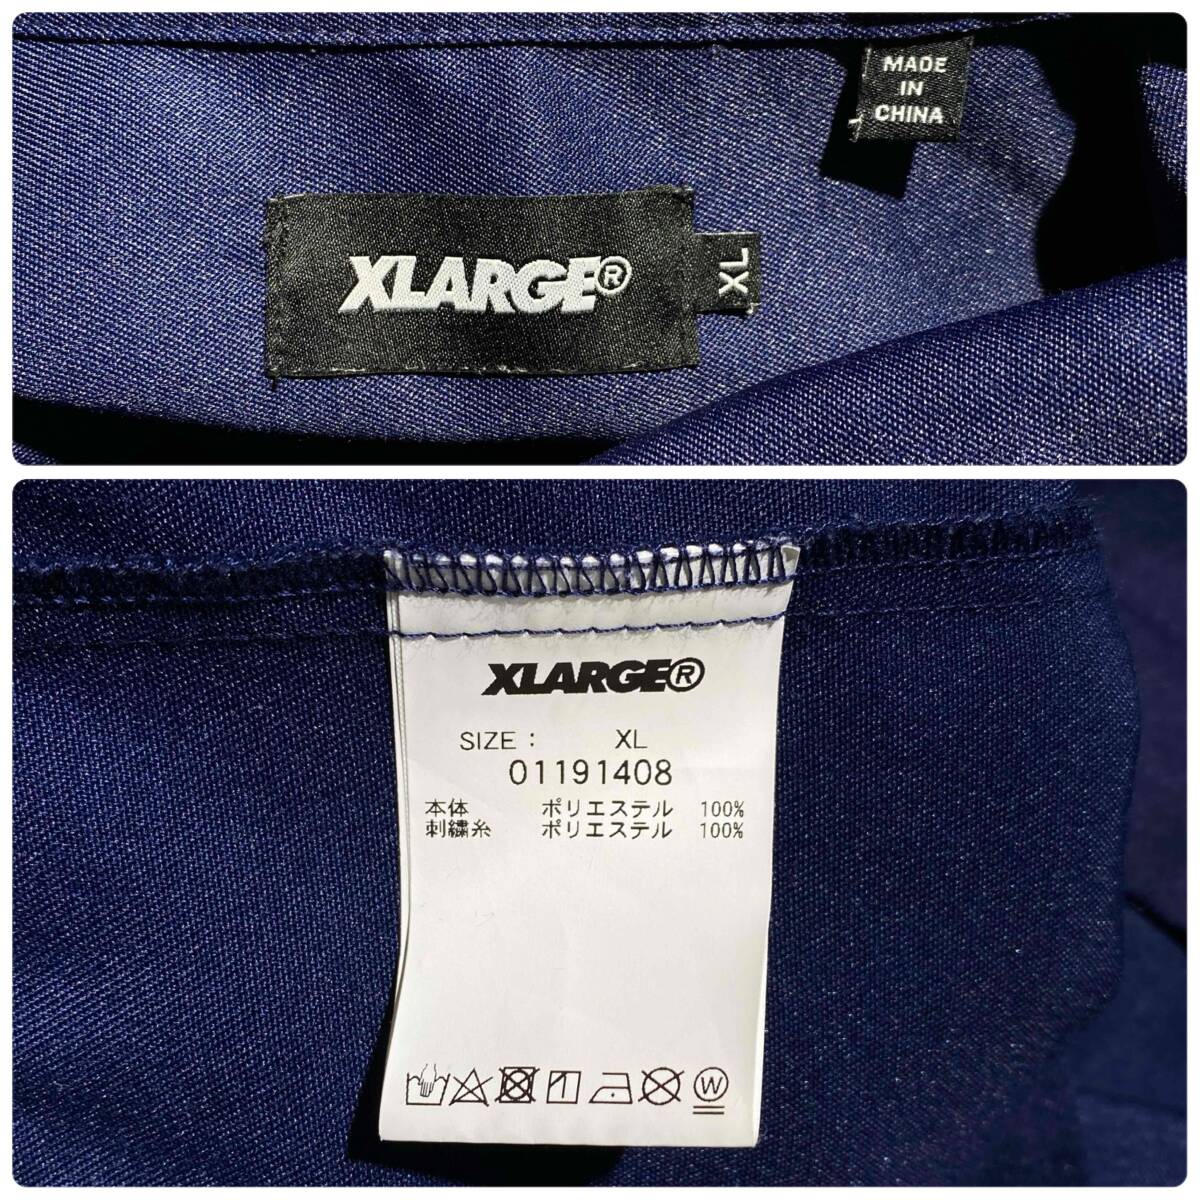 MADE
IN
CHINA
XLARGE®
XL
XLARGE®
SIZE : XL
01191408
本体 ポリエステル 100%
刺繍糸 ポリエステル 100%
W